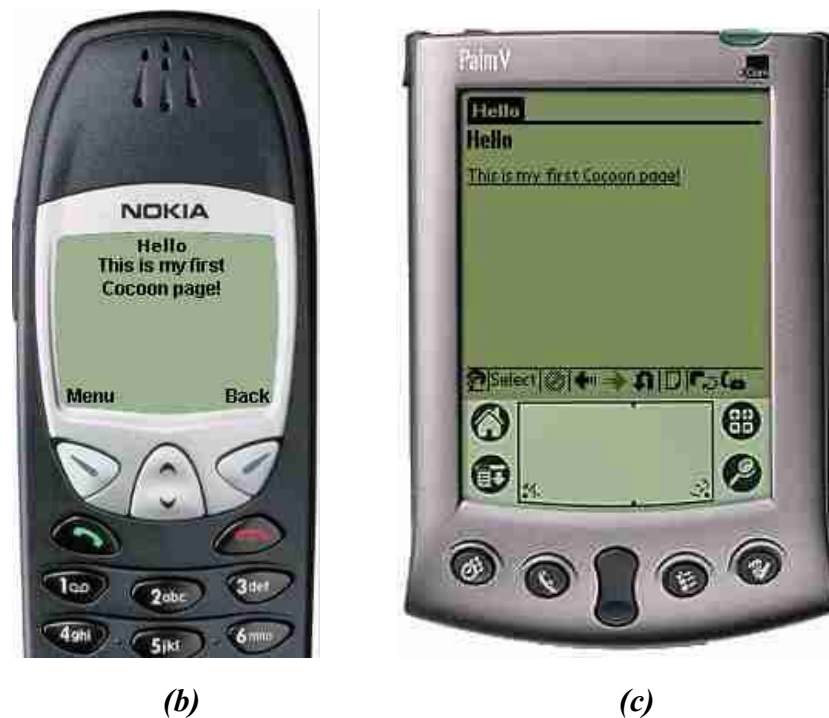 NOKIA
Hello
This is my first
Cocoon page!
Menu Back
1
2abc
3def
4ghi
5jkl
6mno
(b)
PalmV
3Com
Hello
Hello
This is my first Cocoon page!
Select
(c)